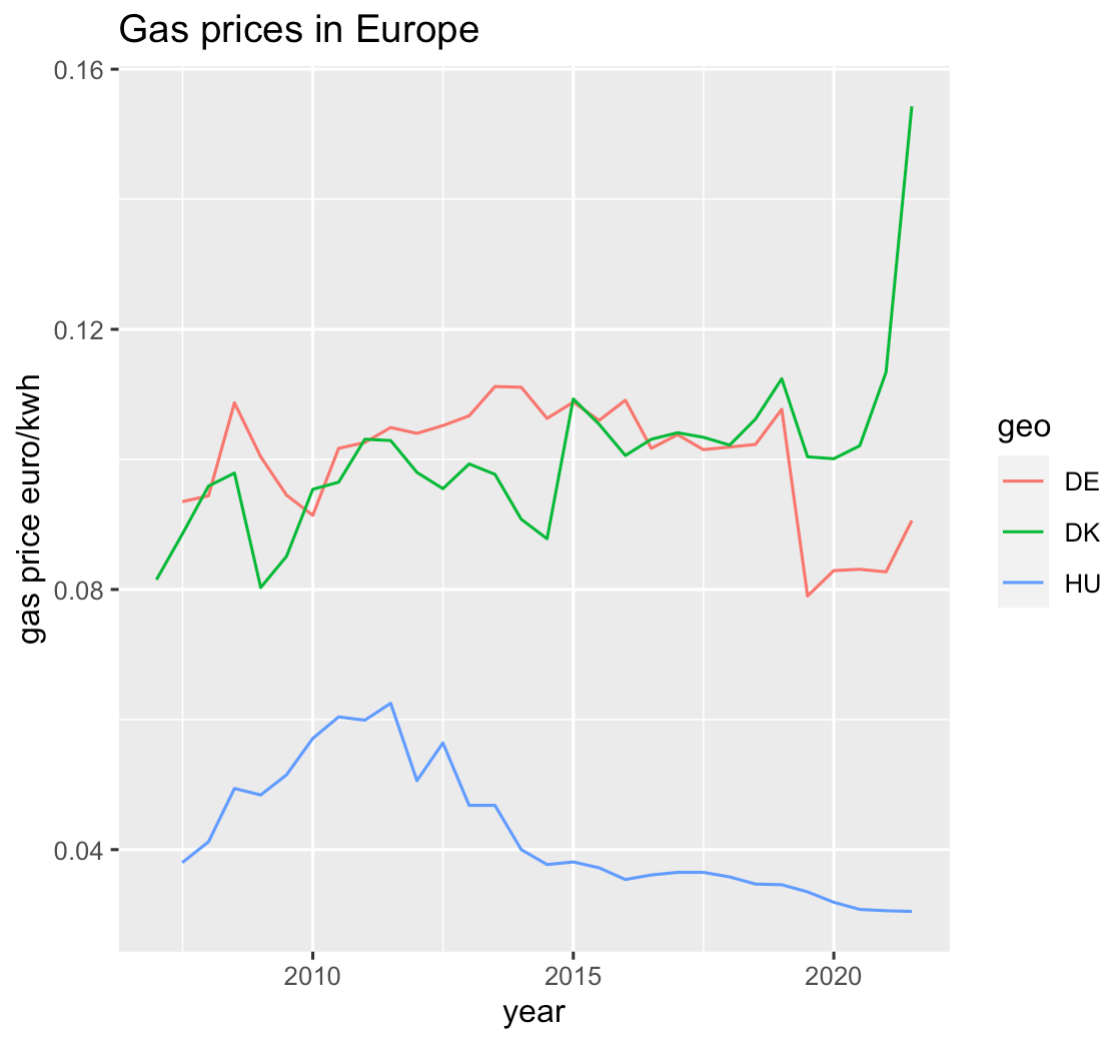 Gas prices in Europe
0.16
0.12
0.08
0.04
gas price euro/kwh
2010 2015 2020
year
geo
DE
DK
HU